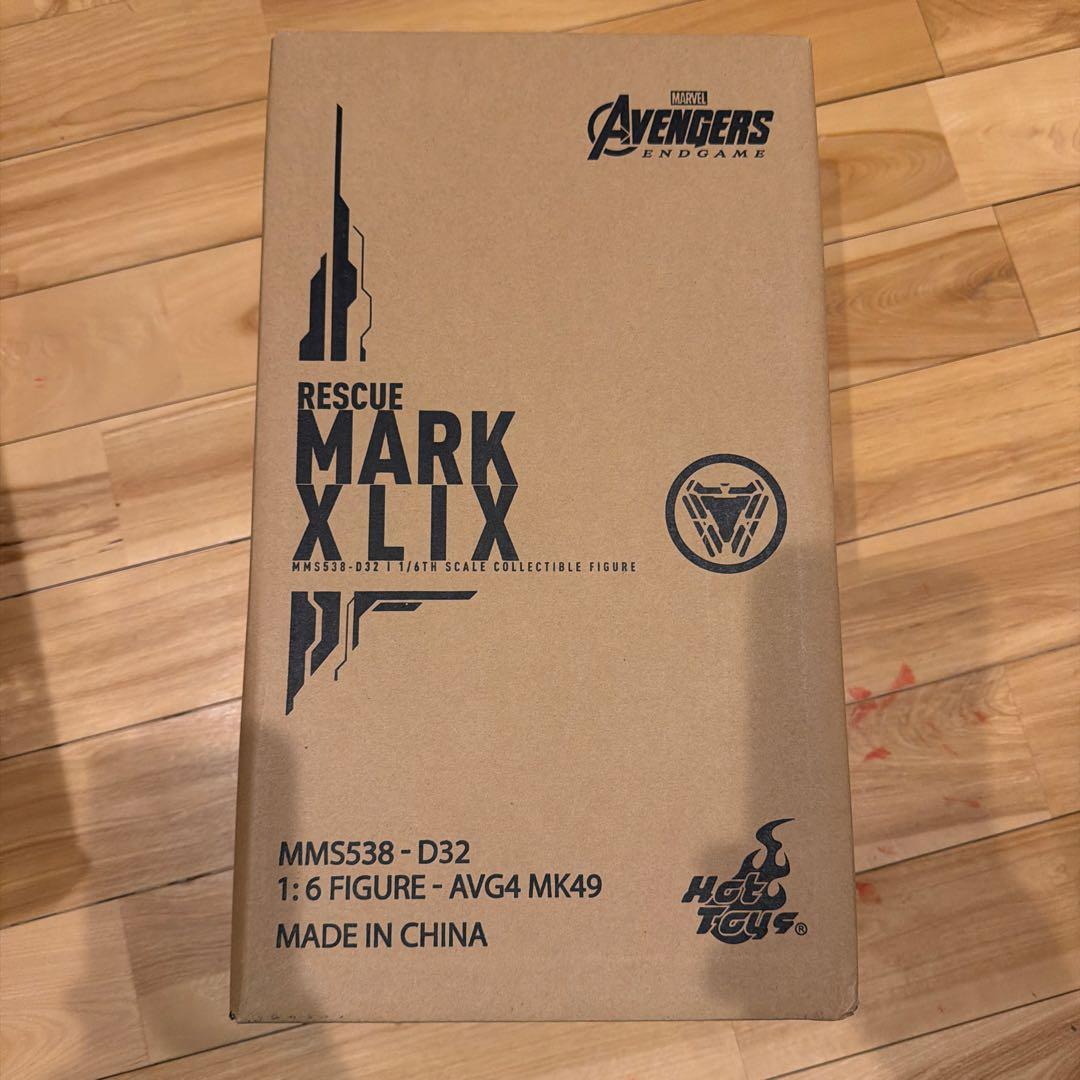 MARVEL
AVENGERS
ENDGAME
RESCUE
MARK
XLIX
MMS538-D32 | 1/6TH SCALE COLLECTIBLE FIGURE
MMS538 - D32
1: 6 FIGURE - AVG4 MK49
MADE IN CHINA
Hot
Toys®